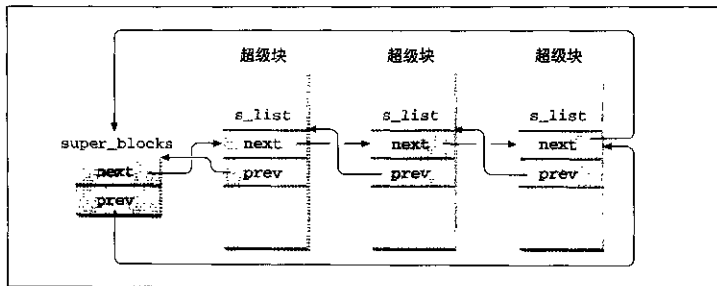 超级块 超级块 超级块
s_list s_list s_list
super_blocks
next next next next
prev prev prev prev